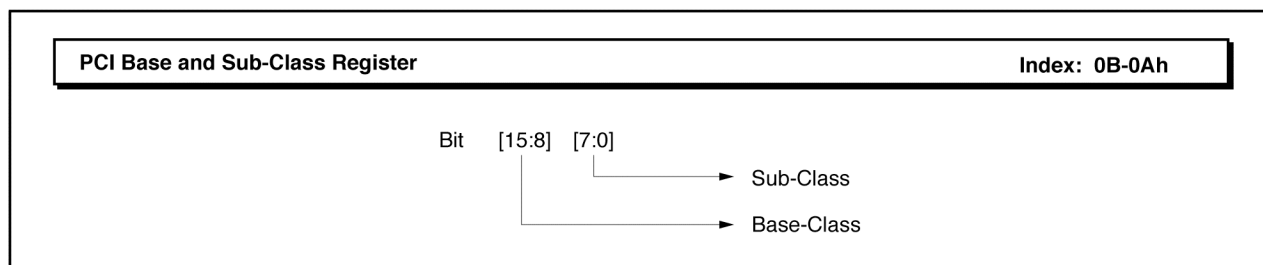 PCI Base and Sub-Class Register Index: 0B-0Ah
Bit [15:8] [7:0]
Sub-Class
Base-Class